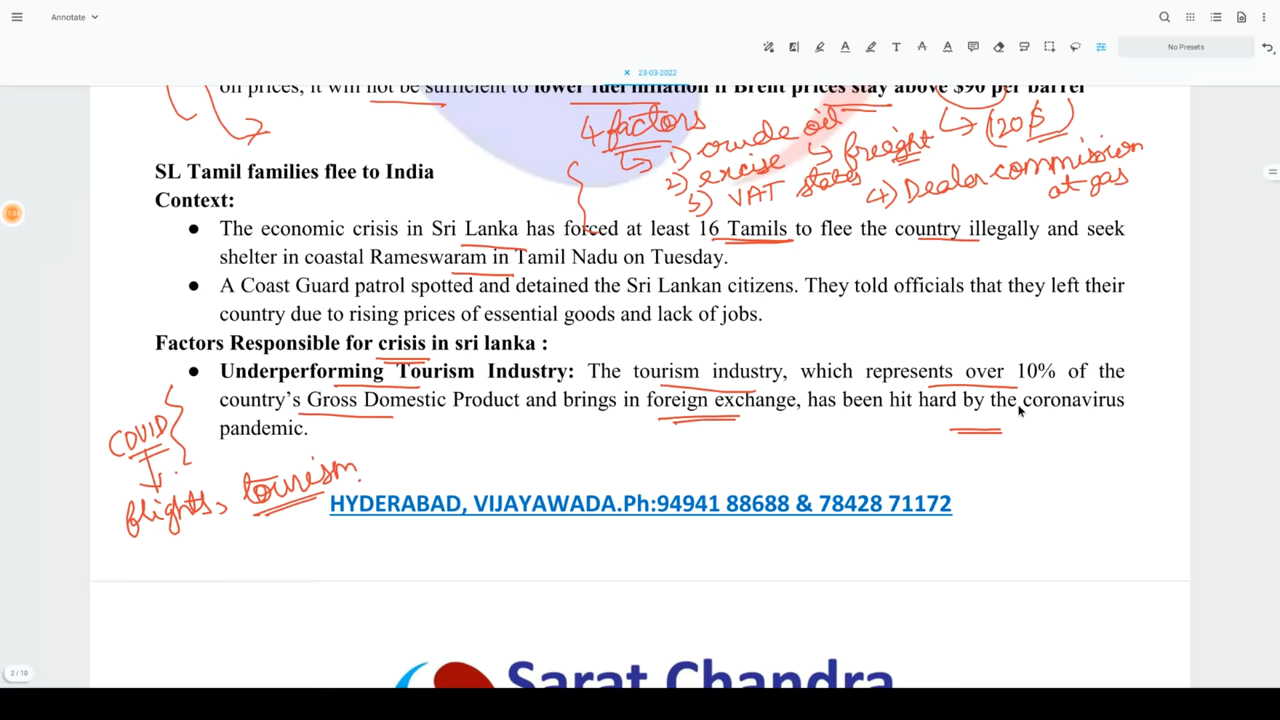 Annotate
No Presets
23-03-2022
oil prices, it will not be sufficient to lower fuel inflation if Brent prices stay above $90 per barrel
4 factors
(120 $)
1) crude oil
freight
2) excise
3) VAT states
4) Dealer commission
at gas
SL Tamil families flee to India
Context:
● The economic crisis in Sri Lanka has forced at least 16 Tamils to flee the country illegally and seek
shelter in coastal Rameswaram in Tamil Nadu on Tuesday.
● A Coast Guard patrol spotted and detained the Sri Lankan citizens. They told officials that they left their
country due to rising prices of essential goods and lack of jobs.
Factors Responsible for crisis in sri lanka :
● Underperforming Tourism Industry: The tourism industry, which represents over 10% of the
country’s Gross Domestic Product and brings in foreign exchange, has been hit hard by the coronavirus
pandemic.
COVID
flights, tourism
HYDERABAD, VIJAYAWADA.Ph:94941 88688 & 78428 71172
2 / 10
Sarat Chandra